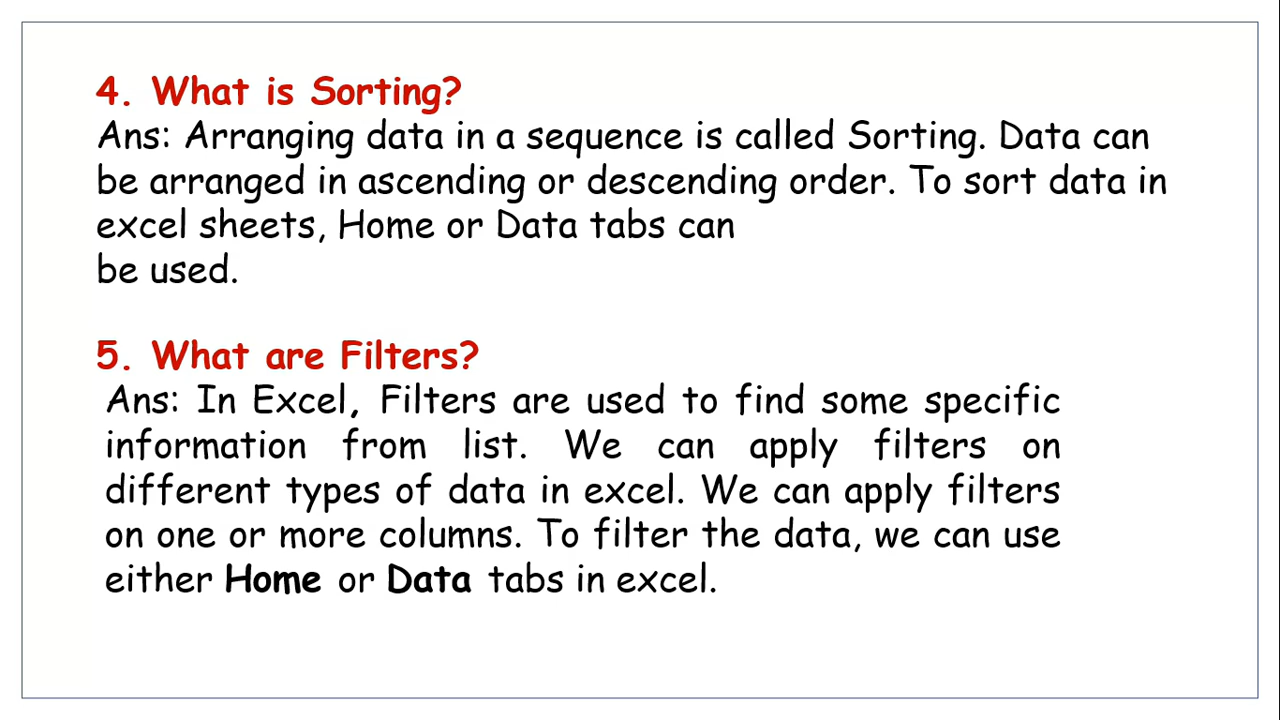 4. What is Sorting?
Ans: Arranging data in a sequence is called Sorting. Data can
be arranged in ascending or descending order. To sort data in
excel sheets, Home or Data tabs can
be used.
5. What are Filters?
Ans: In Excel, Filters are used to find some specific
information from list. We can apply filters on
different types of data in excel. We can apply filters
on one or more columns. To filter the data, we can use
either Home or Data tabs in excel.